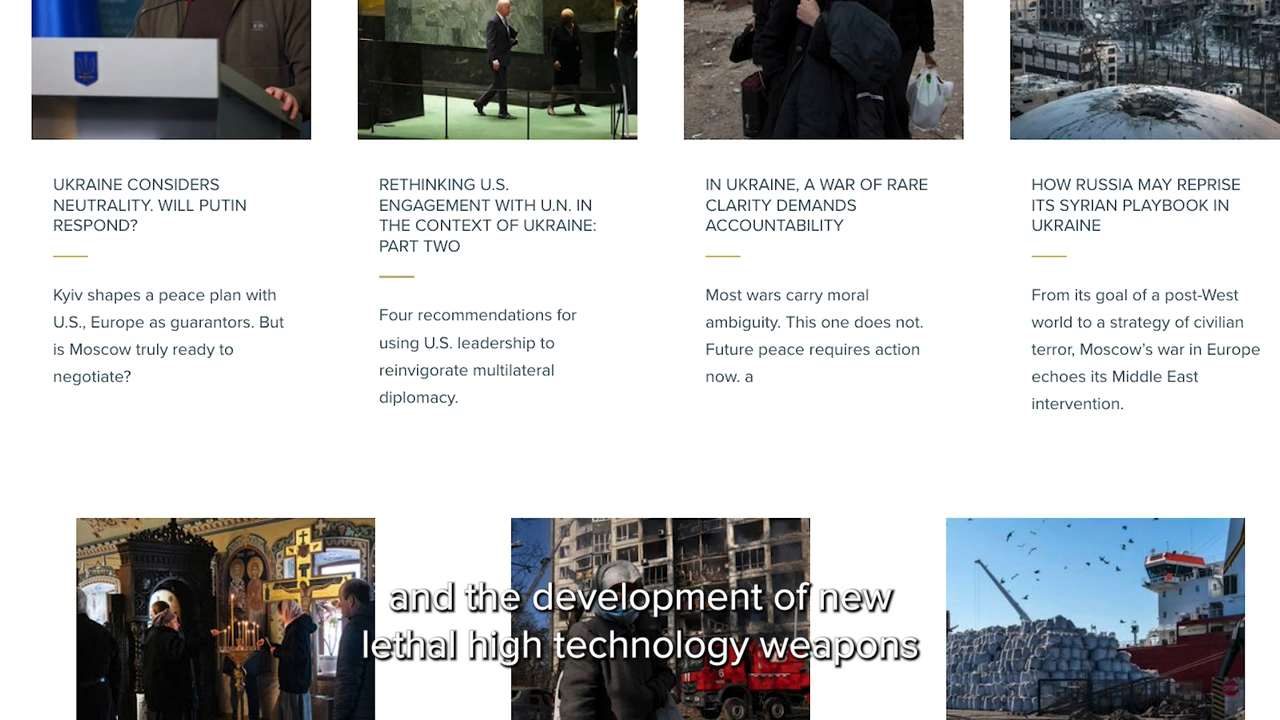 UKRAINE CONSIDERS
NEUTRALITY. WILL PUTIN
RESPOND?
Kyiv shapes a peace plan with
U.S., Europe as guarantors. But
is Moscow truly ready to
negotiate?
RETHINKING U.S.
ENGAGEMENT WITH U.N. IN
THE CONTEXT OF UKRAINE:
PART TWO
Four recommendations for
using U.S. leadership to
reinvigorate multilateral
diplomacy.
IN UKRAINE, A WAR OF RARE
CLARITY DEMANDS
ACCOUNTABILITY
Most wars carry moral
ambiguity. This one does not.
Future peace requires action
now. a
HOW RUSSIA MAY REPRISE
ITS SYRIAN PLAYBOOK IN
UKRAINE
From its goal of a post-West
world to a strategy of civilian
terror, Moscow’s war in Europe
echoes its Middle East
intervention.
and the development of new
lethal high technology weapons
6